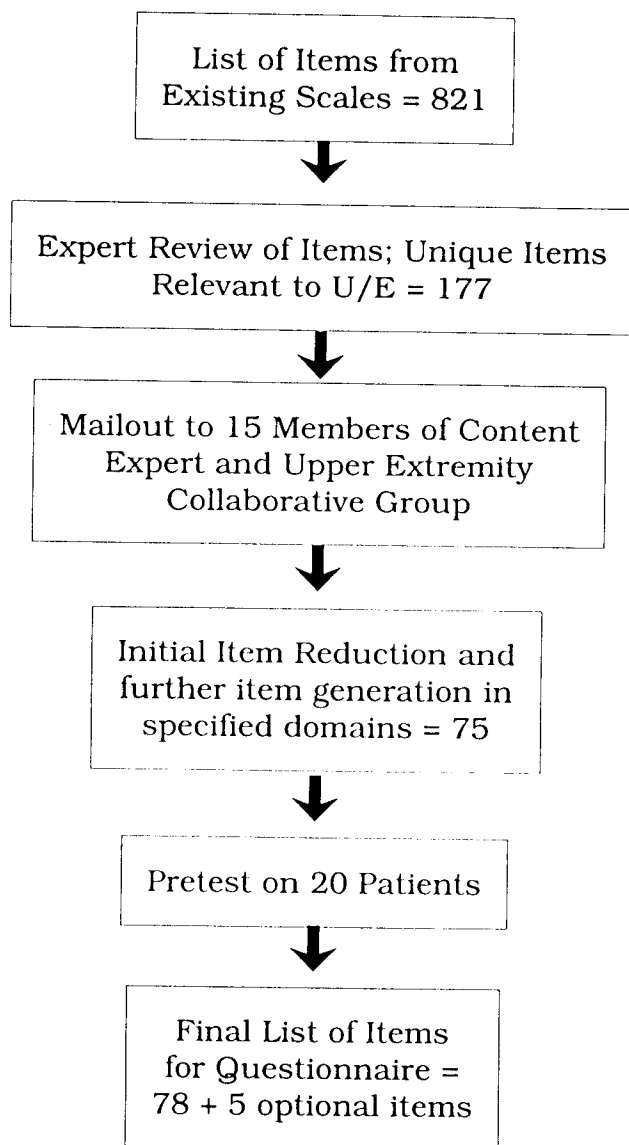 List of Items from
Existing Scales = 821
Expert Review of Items; Unique Items
Relevant to U/E = 177
Mailout to 15 Members of Content
Expert and Upper Extremity
Collaborative Group
Initial Item Reduction and
further item generation in
specified domains = 75
Pretest on 20 Patients
Final List of Items
for Questionnaire =
78 + 5 optional items